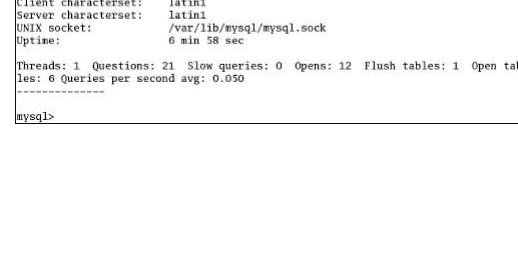 Client characterset: latin1
Server characterset: latin1
UNIX socket: /var/lib/mysql/mysql.sock
Uptime: 6 min 58 sec
Threads: 1 Questions: 21 Slow queries: 0 Opens: 12 Flush tables: 1 Open tab
les: 6 Queries per second avg: 0.050
--------------
mysql>